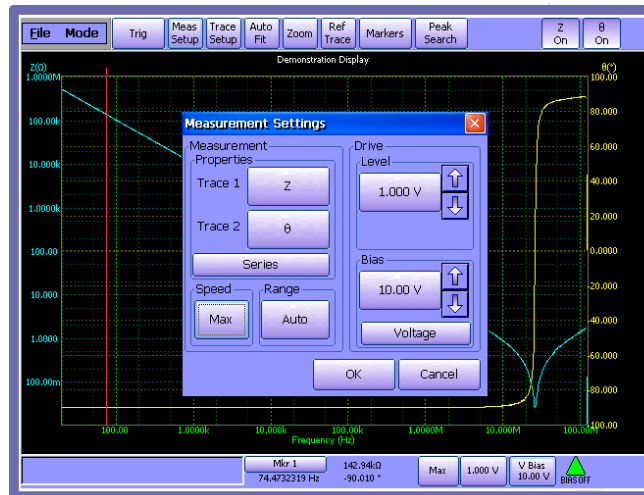 File Mode Trig Meas Setup Trace Setup Auto Fit Zoom Ref Trace Markers Peak Search Z On θ On
Demonstration Display
Z(Ω) θ(°)
1.0000M 100.00
100.00k 80.000
10.000k 60.000
40.000
1.0000k 20.000
100.00 0.0000
-20.000
10.000 -40.000
1.0000 -60.000
100.00m -80.000
-100.00
Measurement Settings
Measurement
Properties
Trace 1 Z
Trace 2 θ
Series
Speed Range
Max Auto
Drive
Level
1.000 V
Bias
10.00 V
Voltage
OK Cancel
100.00 1.0000k 10.000k 100.00k 1.0000M 10.000M 100.00M
Frequency (Hz)
Mkr 1 142.94kΩ
74.4732319 Hz -90.010 °
Max 1.000 V V Bias 10.00 V BIAS OFF